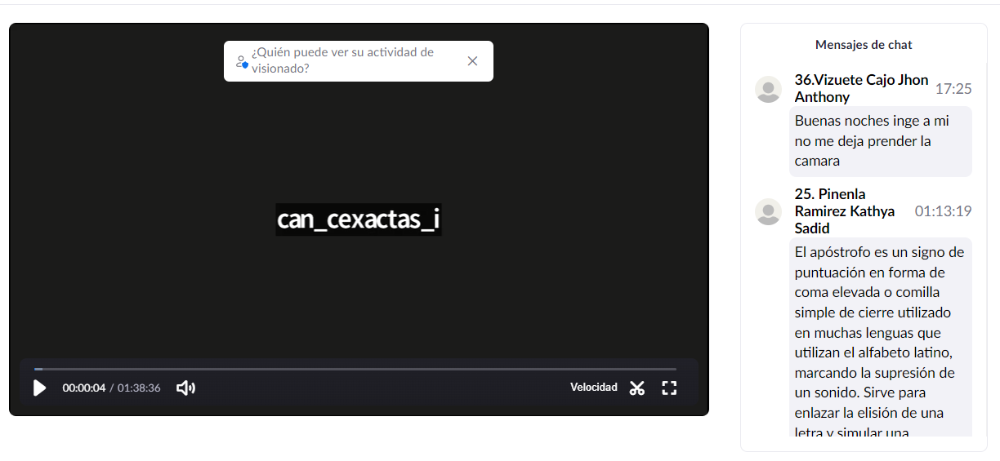 ¿Quién puede ver su actividad de
visionado?
can_cexactas_i
00:00:04 / 01:38:36
Velocidad
Mensajes de chat
36.Vizuete Cajo Jhon
Anthony
17:25
Buenas noches inge a mi
no me deja prender la
camara
25. Pinenla
Ramirez Kathya
Sadid
01:13:19
El apóstrofo es un signo de
puntuación en forma de
coma elevada o comilla
simple de cierre utilizado
en muchas lenguas que
utilizan el alfabeto latino,
marcando la supresión de
un sonido. Sirve para
enlazar la elisión de una
letra y simular una